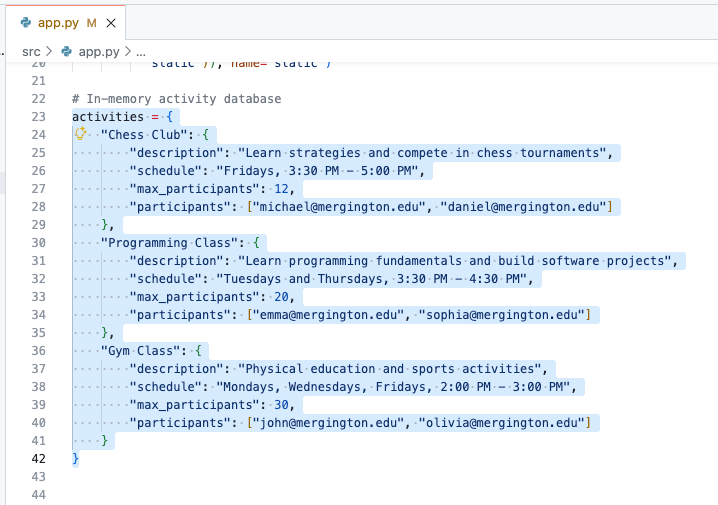 app.py M
src > app.py > ...
20 static')), name="static")
21
22 # In-memory activity database
23 activities = {
24 "Chess Club": {
25 "description": "Learn strategies and compete in chess tournaments",
26 "schedule": "Fridays, 3:30 PM - 5:00 PM",
27 "max_participants": 12,
28 "participants": ["michael@mergington.edu", "daniel@mergington.edu"]
29 },
30 "Programming Class": {
31 "description": "Learn programming fundamentals and build software projects",
32 "schedule": "Tuesdays and Thursdays, 3:30 PM - 4:30 PM",
33 "max_participants": 20,
34 "participants": ["emma@mergington.edu", "sophia@mergington.edu"]
35 },
36 "Gym Class": {
37 "description": "Physical education and sports activities",
38 "schedule": "Mondays, Wednesdays, Fridays, 2:00 PM - 3:00 PM",
39 "max_participants": 30,
40 "participants": ["john@mergington.edu", "olivia@mergington.edu"]
41 }
42 }
43
44